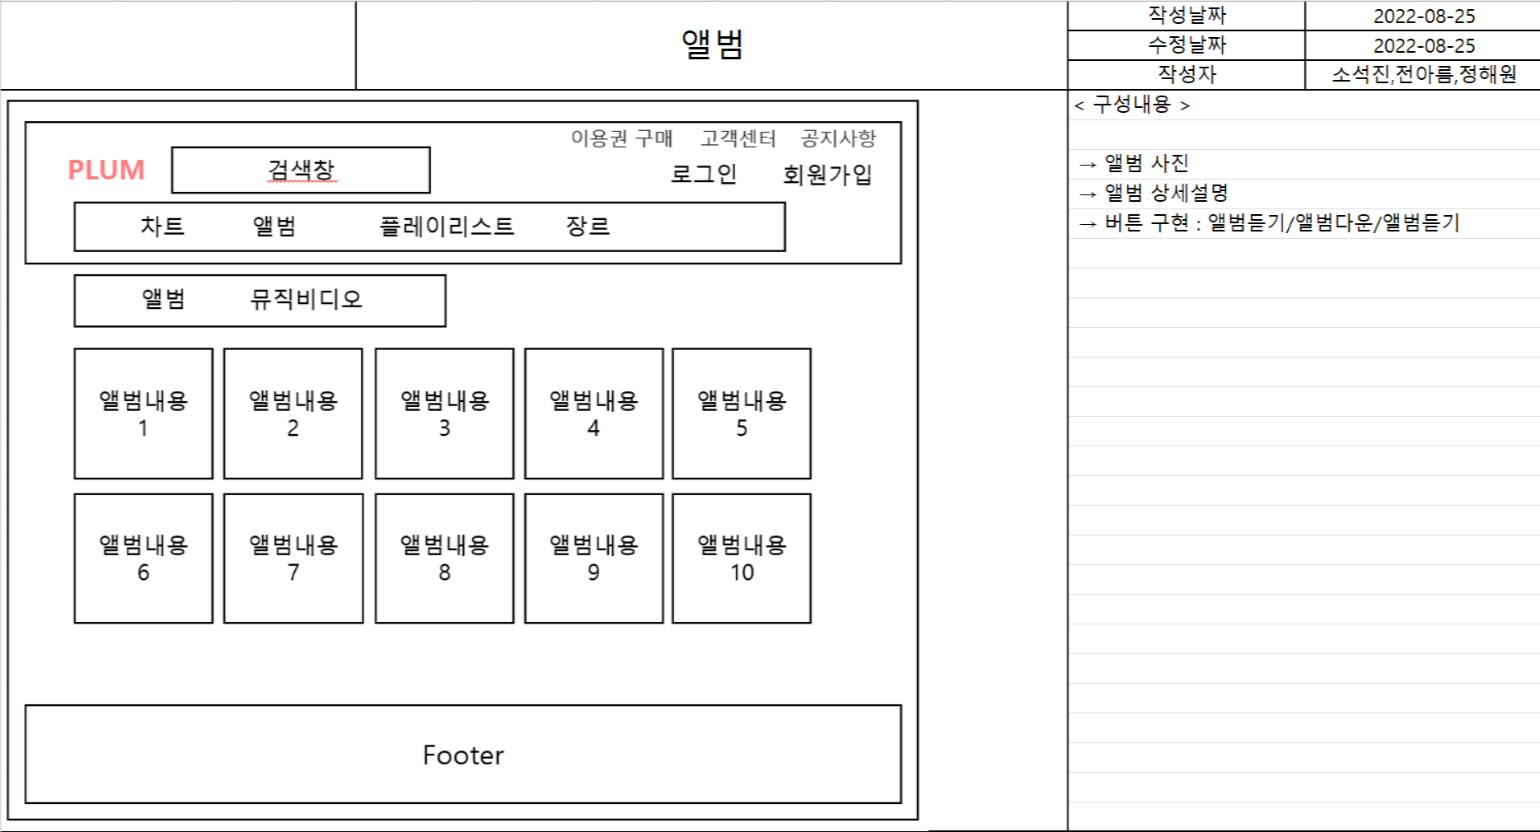 앨범
작성날짜 2022-08-25
수정날짜 2022-08-25
작성자 소석진,전아름,정해원
이용권 구매 고객센터 공지사항
PLUM 검색창 로그인 회원가입
차트 앨범 플레이리스트 장르
앨범 뮤직비디오
앨범내용
1
앨범내용
2
앨범내용
3
앨범내용
4
앨범내용
5
앨범내용
6
앨범내용
7
앨범내용
8
앨범내용
9
앨범내용
10
Footer
< 구성내용 >
→ 앨범 사진
→ 앨범 상세설명
→ 버튼 구현 : 앨범듣기/앨범다운/앨범듣기